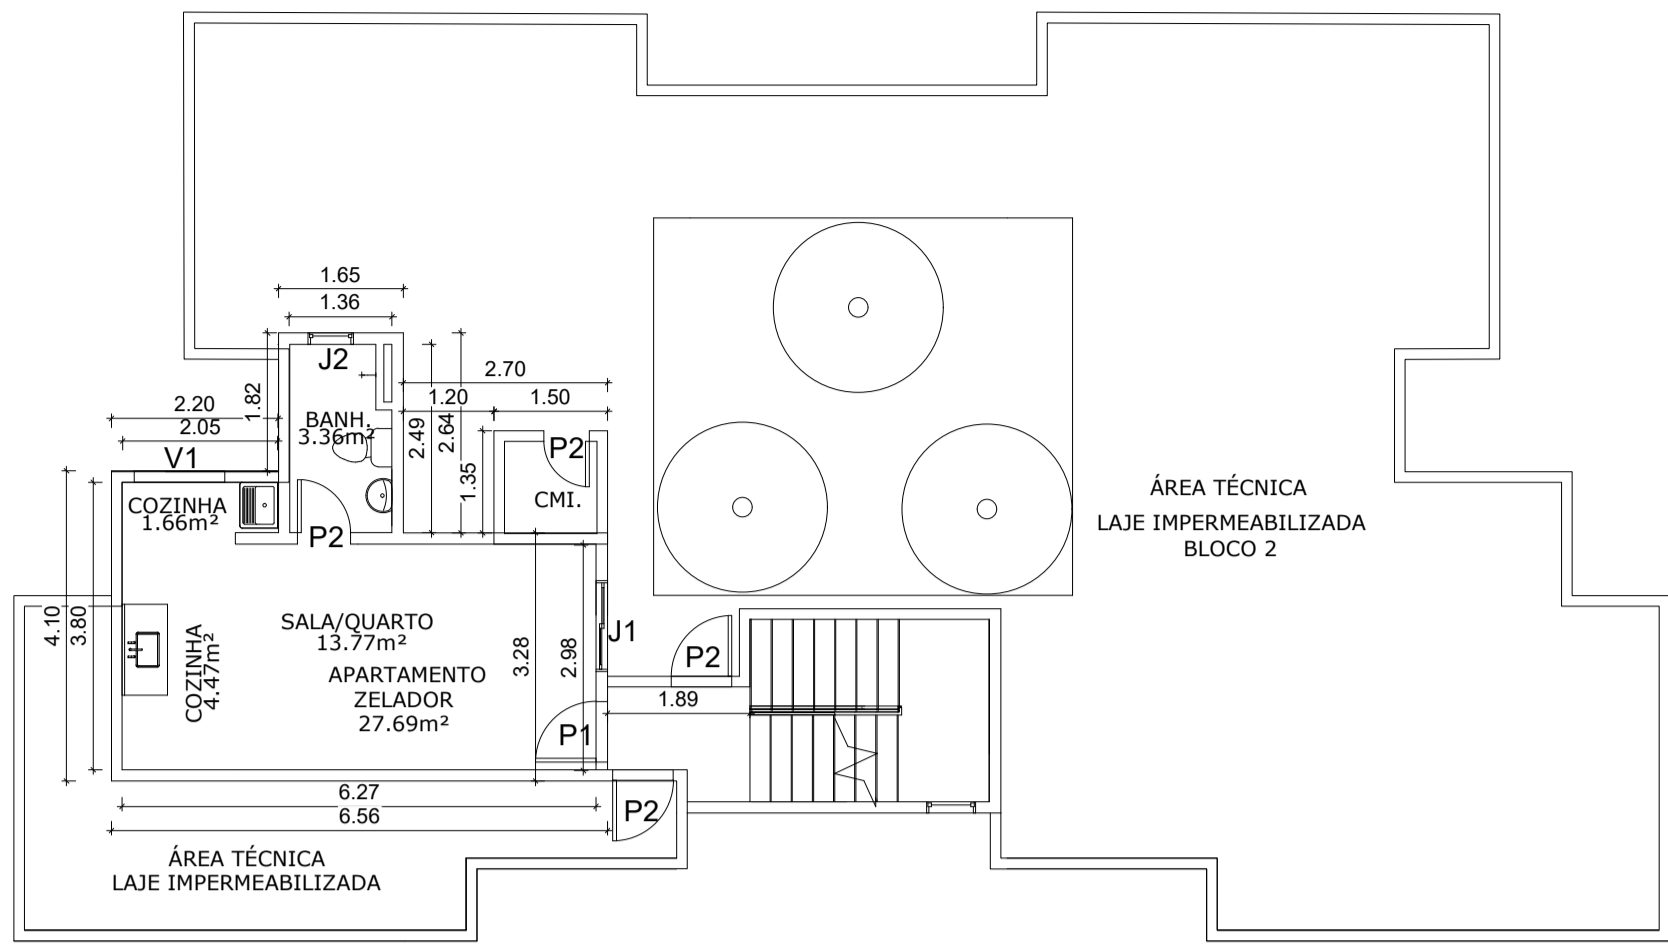 1.65
1.36
J2
2.70
1.20
1.50
1.82
2.20
2.05
BANH.
3.36m²
2.49
2.64
1.35
P2
V1
CMI.
COZINHA
1.66m²
P2
ÁREA TÉCNICA
LAJE IMPERMEABILIZADA
BLOCO 2
4.10
3.80
COZINHA
4.47m²
SALA/QUARTO
13.77m²
3.28
2.98
J1
P2
APARTAMENTO
ZELADOR
27.69m²
1.89
P1
6.27
6.56
P2
ÁREA TÉCNICA
LAJE IMPERMEABILIZADA